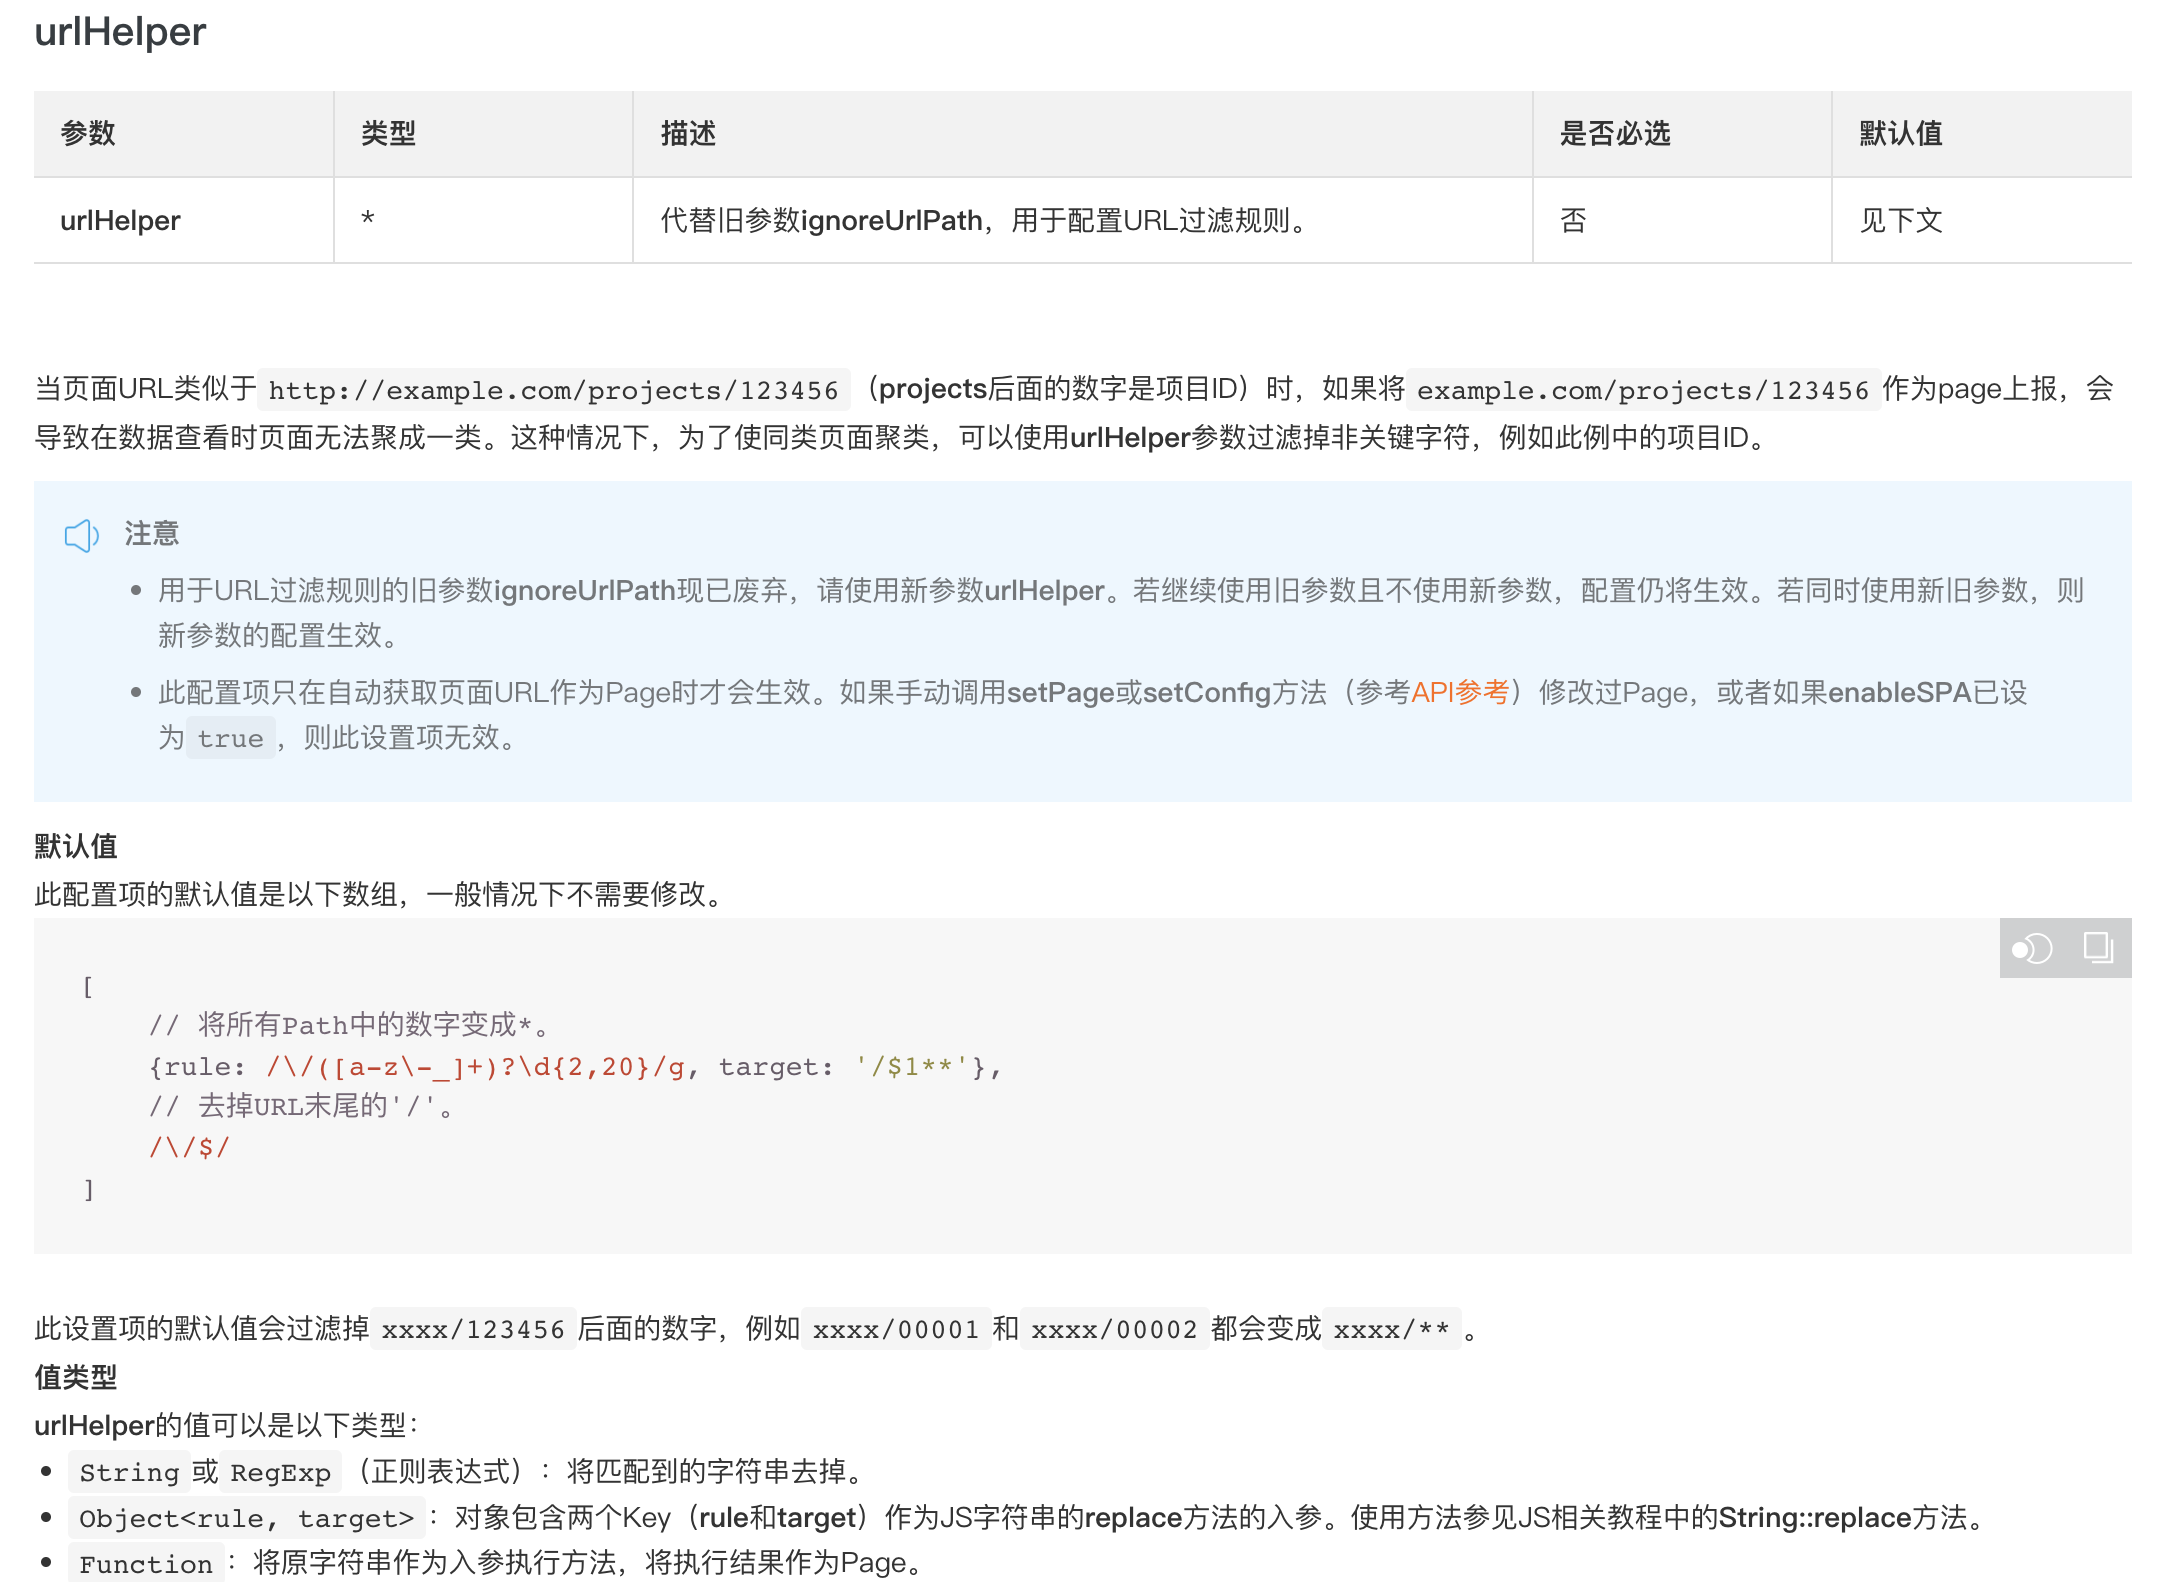 urlHelper
参数 类型 描述 是否必选 默认值
urlHelper * 代替旧参数ignoreUrlPath，用于配置URL过滤规则。 否 见下文
当页面URL类似于 http://example.com/projects/123456 （projects后面的数字是项目ID）时，如果将 example.com/projects/123456 作为page上报，会
导致在数据查看时页面无法聚成一类。这种情况下，为了使同类页面聚类，可以使用urlHelper参数过滤掉非关键字符，例如此例中的项目ID。
注意
• 用于URL过滤规则的旧参数ignoreUrlPath现已废弃，请使用新参数urlHelper。若继续使用旧参数且不使用新参数，配置仍将生效。若同时使用新旧参数，则
新参数的配置生效。
• 此配置项只在自动获取页面URL作为Page时才会生效。如果手动调用setPage或setConfig方法（参考API参考）修改过Page，或者如果enableSPA已设
为 true ，则此设置项无效。
默认值
此配置项的默认值是以下数组，一般情况下不需要修改。
[
// 将所有Path中的数字变成*。
{rule: /\/([a-z\-_]+)?\d{2,20}/g, target: '/$1**'},
// 去掉URL末尾的'/'。
/\/$/
]
此设置项的默认值会过滤掉 xxxx/123456 后面的数字，例如 xxxx/00001 和 xxxx/00002 都会变成 xxxx/** 。
值类型
urlHelper的值可以是以下类型：
• String 或 RegExp （正则表达式）：将匹配到的字符串去掉。
• Object<rule, target> ：对象包含两个Key（rule和target）作为JS字符串的replace方法的入参。使用方法参见JS相关教程中的String::replace方法。
• Function ：将原字符串作为入参执行方法，将执行结果作为Page。